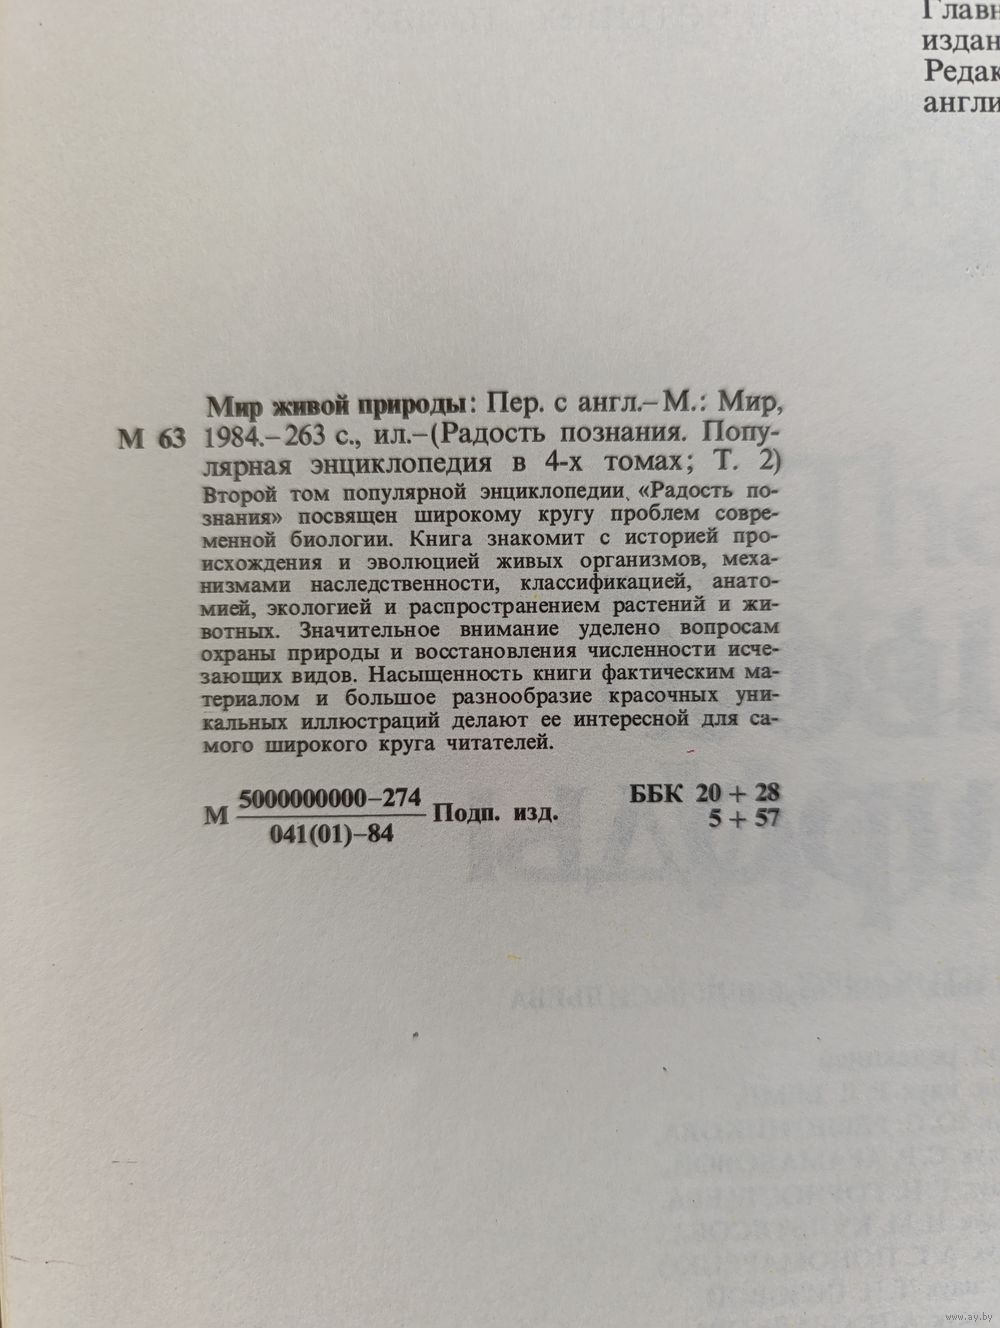 Главн
издан
Редак
англи
Мир живой природы: Пер. с англ.–М.: Мир,
М 63 1984.–263 с., ил.–(Радость познания. Попу-
лярная энциклопедия в 4-х томах; Т. 2)
Второй том популярной энциклопедии «Радость по-
знания» посвящен широкому кругу проблем совре-
менной биологии. Книга знакомит с историей про-
исхождения и эволюцией живых организмов, меха-
низмами наследственности, классификацией, анато-
мией, экологией и распространением растений и жи-
вотных. Значительное внимание уделено вопросам
охраны природы и восстановления численности исче-
зающих видов. Насыщенность книги фактическим ма-
териалом и большое разнообразие красочных уни-
кальных иллюстраций делают ее интересной для са-
мого широкого круга читателей.
М 5000000000–274 Подп. изд.
041(01)–84
ББК 20 + 28
5 + 57
www.ay.by